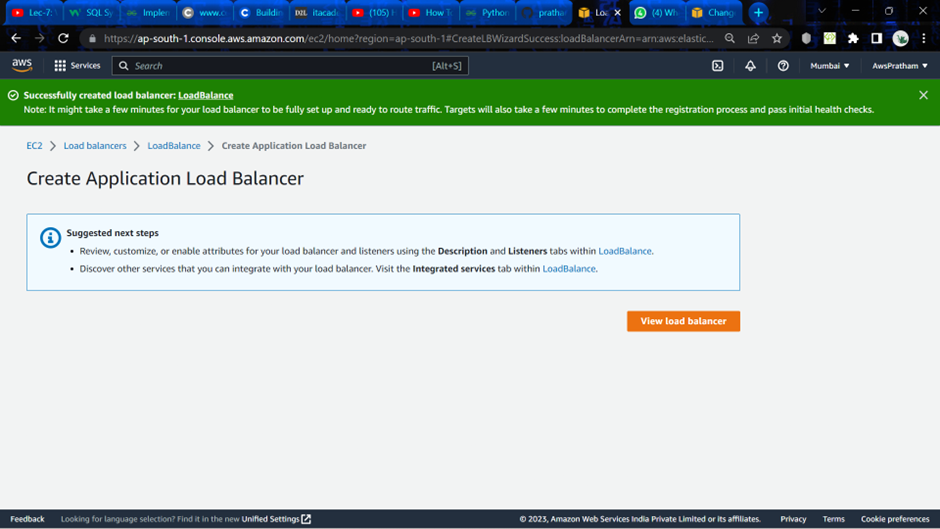 Lec-7:
SQL Sy
Implem
www.c
Buildin
itacade
(105)
How T
Python
prath
Lo
(4) Wh
Chang
https://ap-south-1.console.aws.amazon.com/ec2/home?region=ap-south-1#CreateLBWizardSuccess:loadBalancerArn=arn:aws:elastic...
aws
Services
Search
[Alt+S]
Mumbai
AwsPratham
Successfully created load balancer: LoadBalance
Note: It might take a few minutes for your load balancer to be fully set up and ready to route traffic. Targets will also take a few minutes to complete the registration process and pass initial health checks.
EC2 > Load balancers > LoadBalance > Create Application Load Balancer
Create Application Load Balancer
Suggested next steps
• Review, customize, or enable attributes for your load balancer and listeners using the Description and Listeners tabs within LoadBalance.
• Discover other services that you can integrate with your load balancer. Visit the Integrated services tab within LoadBalance.
View load balancer
Feedback
Looking for language selection? Find it in the new Unified Settings
© 2023, Amazon Web Services India Private Limited or its affiliates.
Privacy
Terms
Cookie preferences